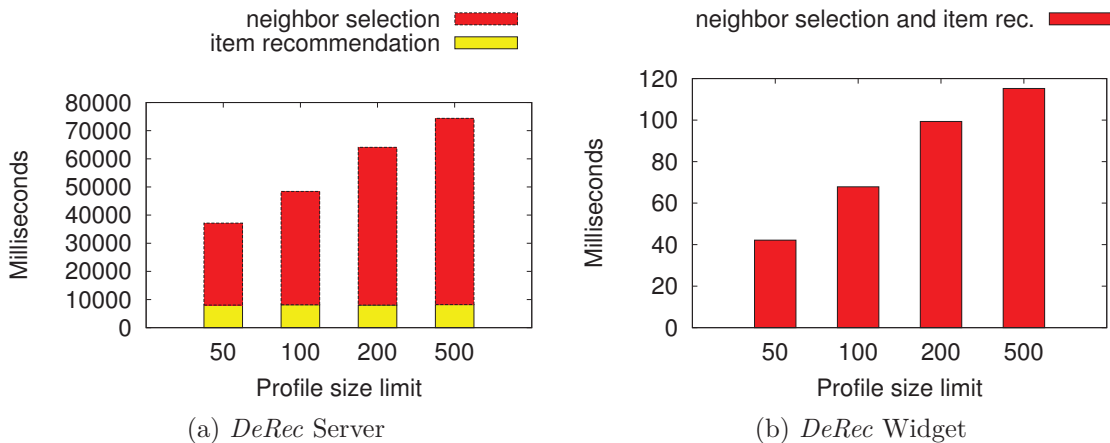 neighbor selection
item recommendation
80000
70000
60000
50000
40000
30000
20000
10000
0
Milliseconds
50 100 200 500
Profile size limit
(a) DeRec Server
neighbor selection and item rec.
120
100
80
60
40
20
0
Milliseconds
50 100 200 500
Profile size limit
(b) DeRec Widget